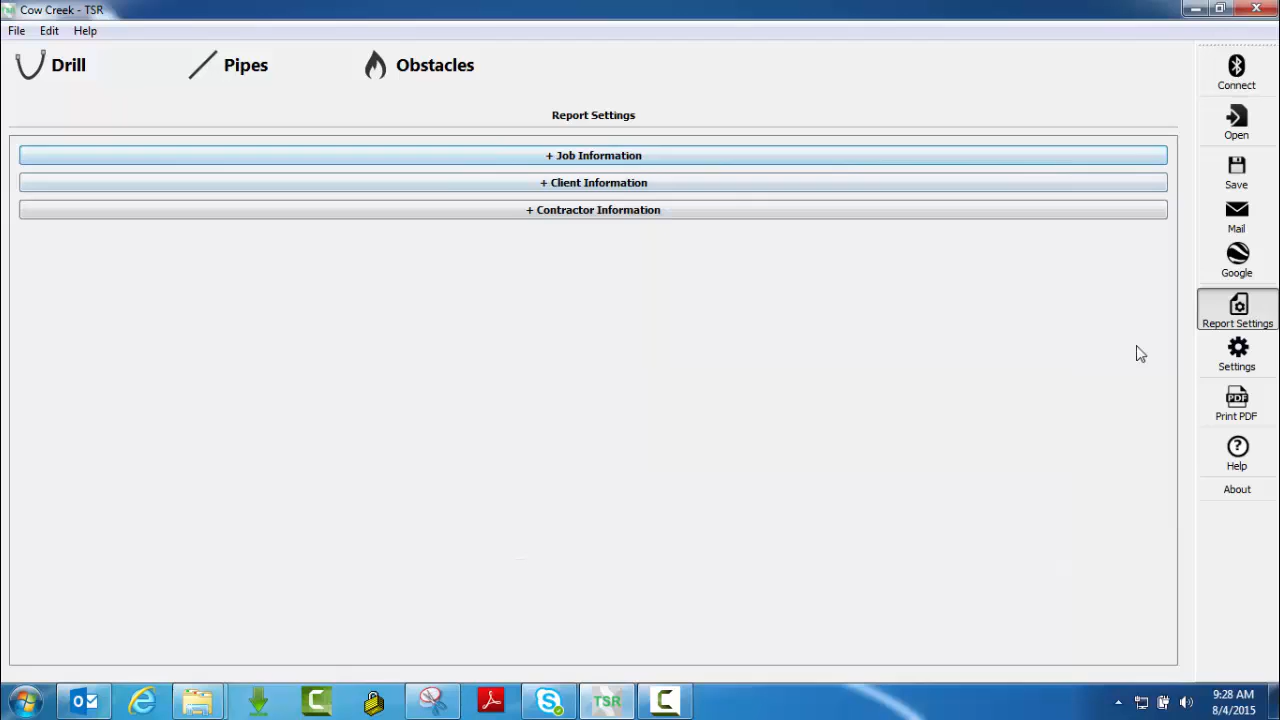 Cow Creek - TSR
File Edit Help
Drill Pipes Obstacles
Report Settings
+ Job Information
+ Client Information
+ Contractor Information
Connect
Open
Save
Mail
Google
Report Settings
Settings
PDF
Print PDF
?
Help
About
TSR
9:28 AM
8/4/2015